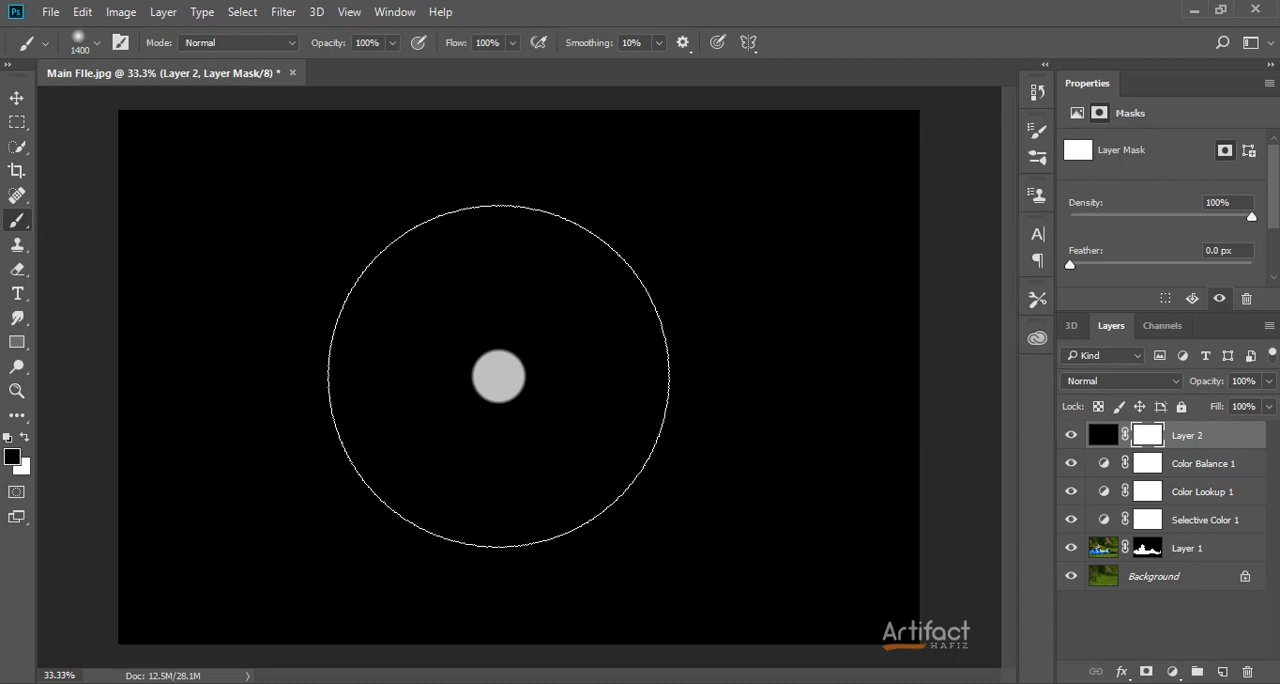 Ps File Edit Image Layer Type Select Filter 3D View Window Help
1400 Mode: Normal Opacity: 100% Flow: 100% Smoothing: 10%
Main FIle.jpg @ 33.3% (Layer 2, Layer Mask/8) *
Properties
Masks
Layer Mask
Density: 100%
Feather: 0.0 px
3D Layers Channels
Kind
Normal Opacity: 100%
Lock: Fill: 100%
Layer 2
Color Balance 1
Color Lookup 1
Selective Color 1
Layer 1
Background
Artifact
HAFIZ
33.33% Doc: 12.5M/28.1M